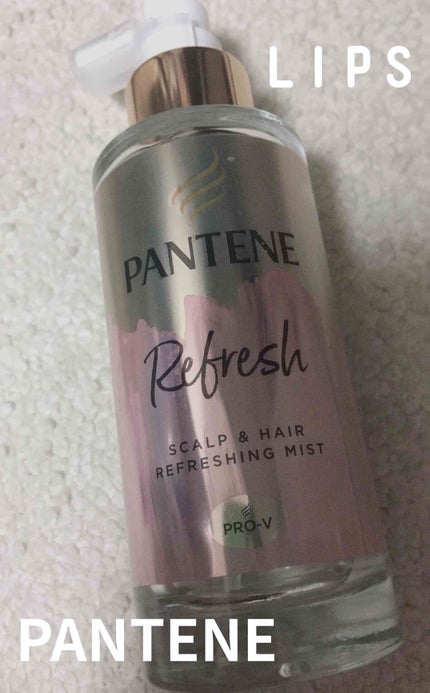 LIPS
PANTENE
Refresh
SCALP & HAIR
REFRESHING MIST
PRO-V
PANTENE